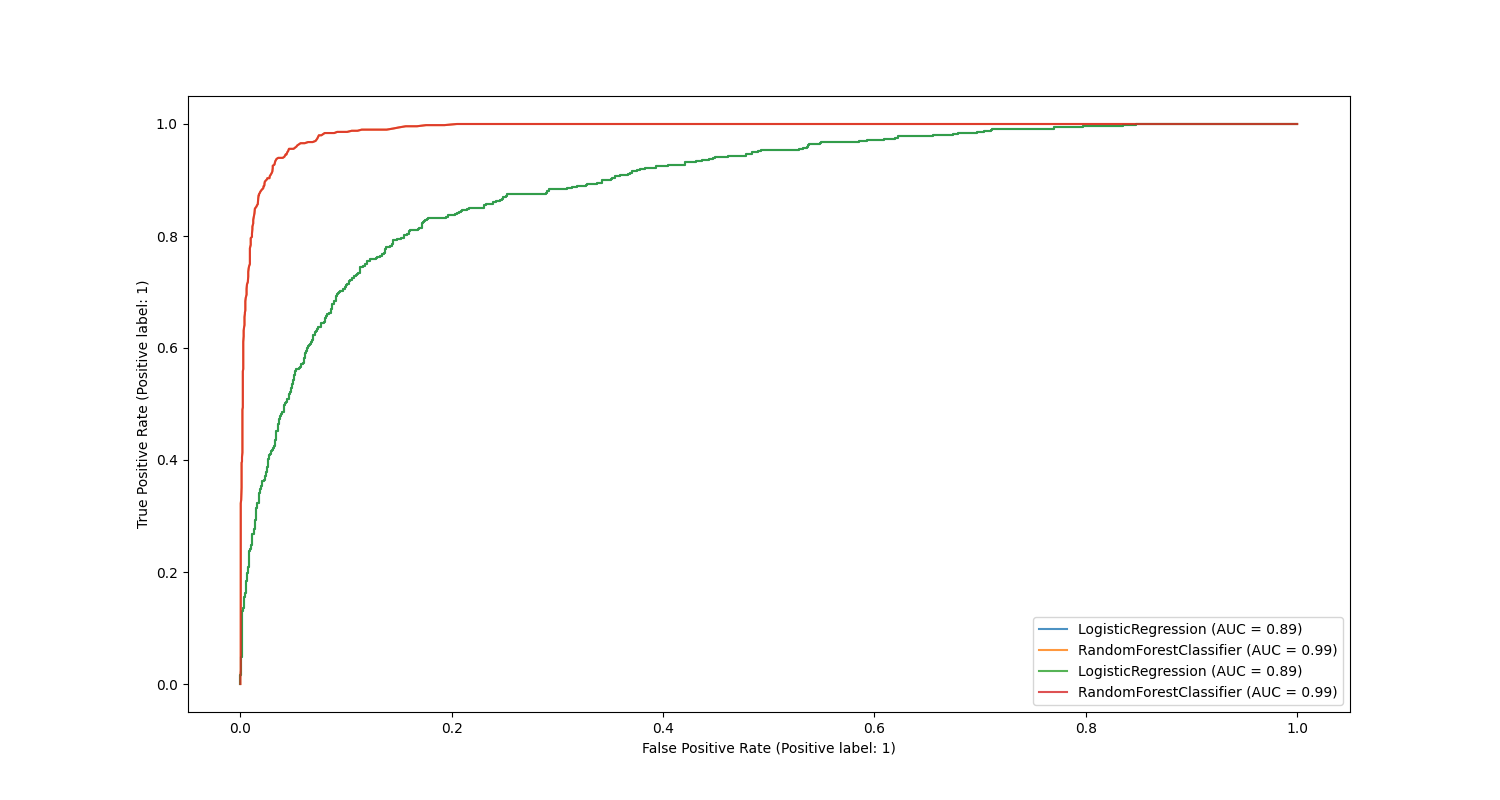 1.0
0.8
0.6
0.4
0.2
0.0
True Positive Rate (Positive label: 1)
LogisticRegression (AUC = 0.89)
RandomForestClassifier (AUC = 0.99)
LogisticRegression (AUC = 0.89)
RandomForestClassifier (AUC = 0.99)
0.0 0.2 0.4 0.6 0.8 1.0
False Positive Rate (Positive label: 1)